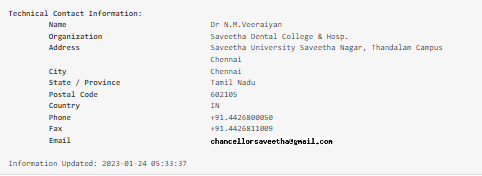 Technical Contact Information:
Name Dr N.M.Veeraiyan
Organization Saveetha Dental College & Hosp.
Address Saveetha University Saveetha Nagar, Thandalam Campus
Chennai
City Chennai
State / Province Tamil Nadu
Postal Code 602105
Country IN
Phone +91.4426800050
Fax +91.4426811009
Email chancellorsaveetha@gmail.com
Information Updated: 2023-01-24 05:33:37